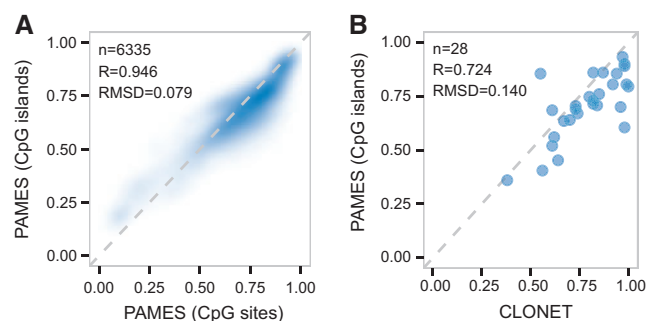 A
n=6335
R=0.946
RMSD=0.079
PAMES (CpG islands)
1.00
0.75
0.50
0.25
0.00
0.00 0.25 0.50 0.75 1.00
PAMES (CpG sites)
B
n=28
R=0.724
RMSD=0.140
PAMES (CpG islands)
1.00
0.75
0.50
0.25
0.00
0.00 0.25 0.50 0.75 1.00
CLONET